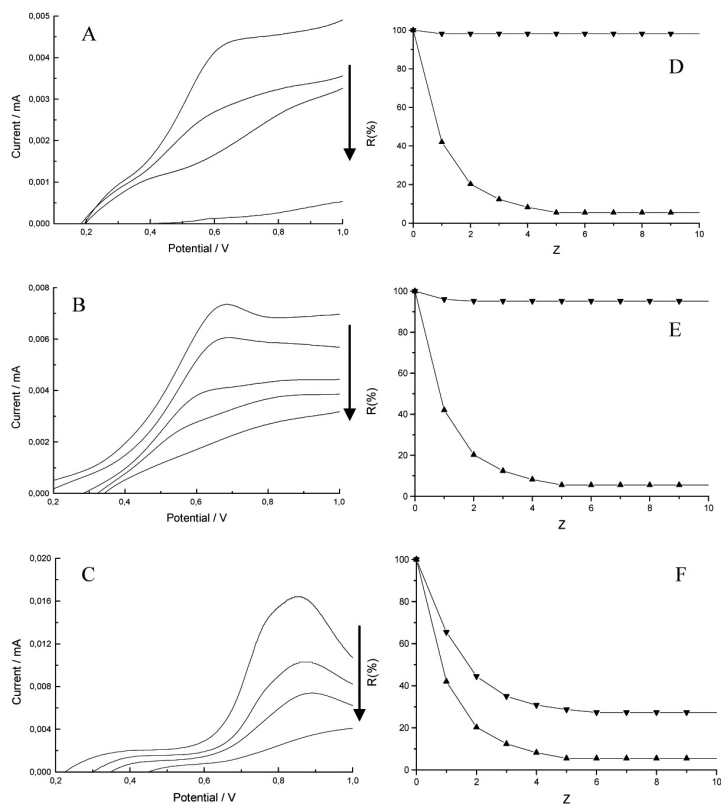 A
Current / mA
0,005
0,004
0,003
0,002
0,001
0,000
0,2 0,4 0,6 0,8 1,0
Potential / V
D
R(%)
100
80
60
40
20
0
0 2 4 6 8 10
Z
B
Current / mA
0,008
0,006
0,004
0,002
0,000
0,2 0,4 0,6 0,8 1,0
Potential / V
E
R(%)
100
80
60
40
20
0
0 2 4 6 8 10
Z
C
Current / mA
0,020
0,016
0,012
0,008
0,004
0,000
0,2 0,4 0,6 0,8 1,0
Potential / V
F
R(%)
100
80
60
40
20
0
0 2 4 6 8 10
Z